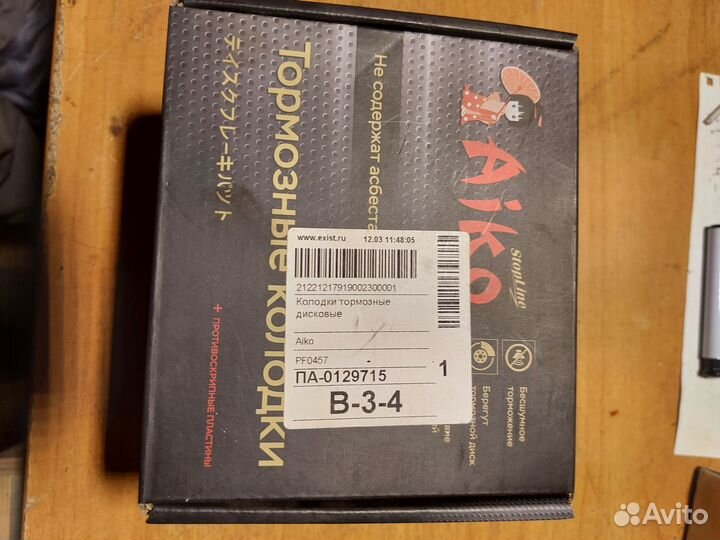 Aiko
StopLine
Не содержат асбеста
Тормозные колодки
ディスクブレーキパット
+ ПРОТИВОСКРИПНЫЕ ПЛАСТИНЫ
Бесшумное
торможение
Берегут
тормозной диск
www.exist.ru 12.03 11:48:05
21221217919002300001
Колодки тормозные
дисковые
Aiko
PF0457 -
ПА-0129715
1
B-3-4
Avito